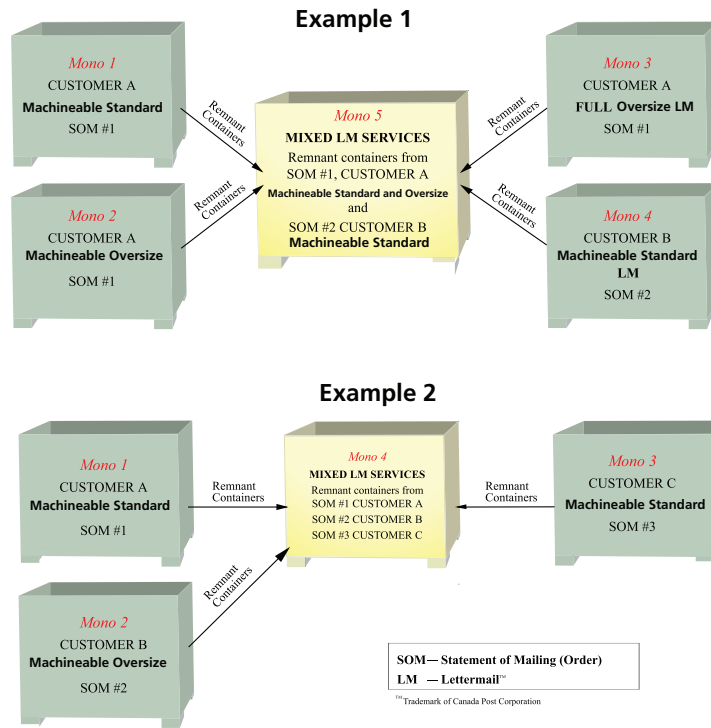 Example 1
Mono 1
CUSTOMER A
Machineable Standard
SOM #1
Remnant
Containers
Mono 2
CUSTOMER A
Machineable Oversize
SOM #1
Remnant
Containers
Mono 5
MIXED LM SERVICES
Remnant containers from
SOM #1, CUSTOMER A
Machineable Standard and Oversize
and
SOM #2 CUSTOMER B
Machineable Standard
Mono 3
CUSTOMER A
FULL Oversize LM
SOM #1
Remnant
Containers
Mono 4
CUSTOMER B
Machineable Standard
LM
SOM #2
Remnant
Containers
Example 2
Mono 1
CUSTOMER A
Machineable Standard
SOM #1
Remnant
Containers
Mono 2
CUSTOMER B
Machineable Oversize
SOM #2
Remnant
Containers
Mono 4
MIXED LM SERVICES
Remnant containers from
SOM #1 CUSTOMER A
SOM #2 CUSTOMER B
SOM #3 CUSTOMER C
Mono 3
CUSTOMER C
Machineable Standard
SOM #3
Remnant
Containers
SOM — Statement of Mailing (Order)
LM — Lettermail™
™Trademark of Canada Post Corporation